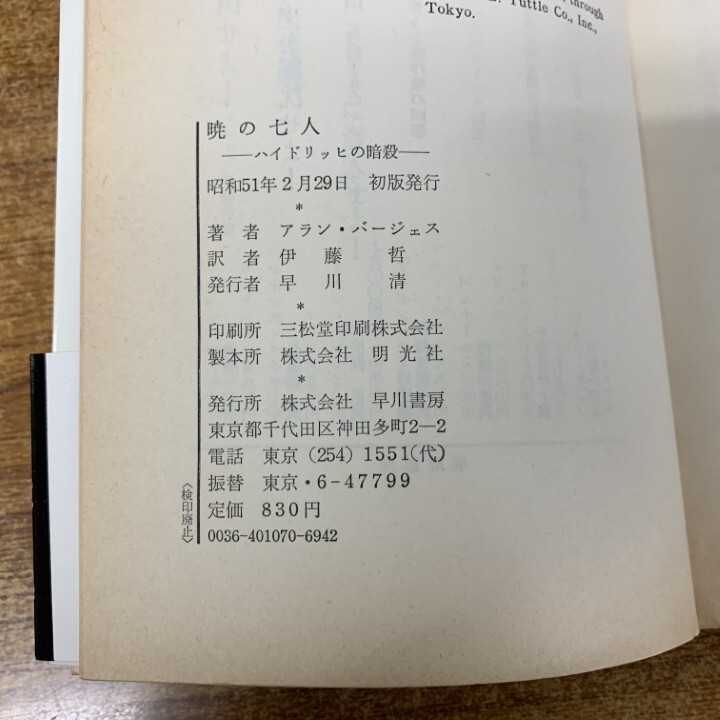 through
Tuttle Co., Inc.,
Tokyo.
暁の七人
――ハイドリッヒの暗殺――
昭和51年2月29日 初版発行
*
著者 アラン・バージェス
訳者 伊藤 哲
発行者 早川 清
*
印刷所 三松堂印刷株式会社
製本所 株式会社 明光社
*
発行所 株式会社 早川書房
東京都千代田区神田多町2―2
電話 東京 (254) 1551(代)
振替 東京・6-47799
定価 830円
0036-401070-6942
〈検印廃止〉